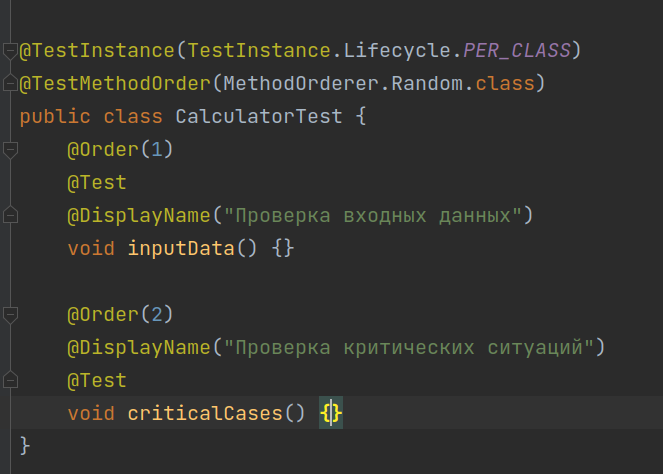 @TestInstance(TestInstance.Lifecycle.PER_CLASS)
@TestMethodOrder(MethodOrderer.Random.class)
public class CalculatorTest {
    @Order(1)
    @Test
    @DisplayName("Проверка входных данных")
    void inputData() {}

    @Order(2)
    @DisplayName("Проверка критических ситуаций")
    @Test
    void criticalCases() {}
}